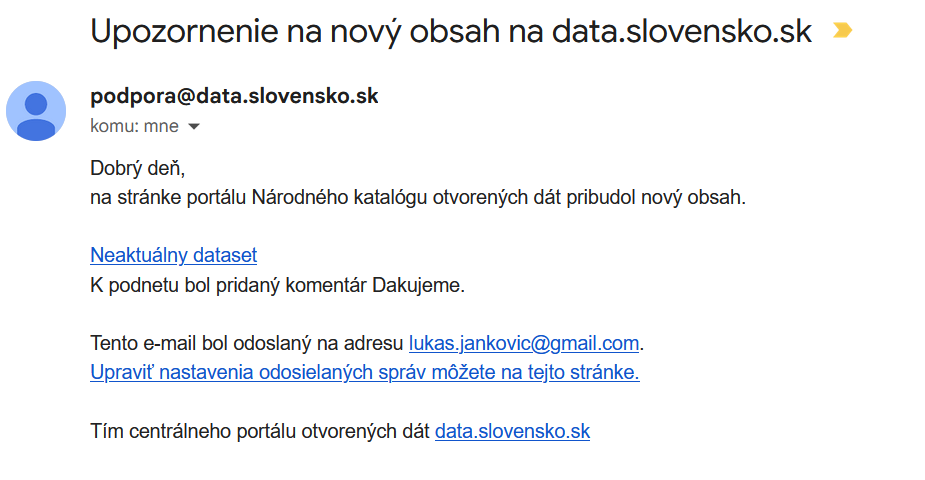 Upozornenie na nový obsah na data.slovensko.sk
podpora@data.slovensko.sk
komu: mne
Dobrý deň,
na stránke portálu Národného katalógu otvorených dát pribudol nový obsah.
Neaktuálny dataset
K podnetu bol pridaný komentár Dakujeme.
Tento e-mail bol odoslaný na adresu lukas.jankovic@gmail.com.
Upraviť nastavenia odosielaných správ môžete na tejto stránke.
Tím centrálneho portálu otvorených dát data.slovensko.sk